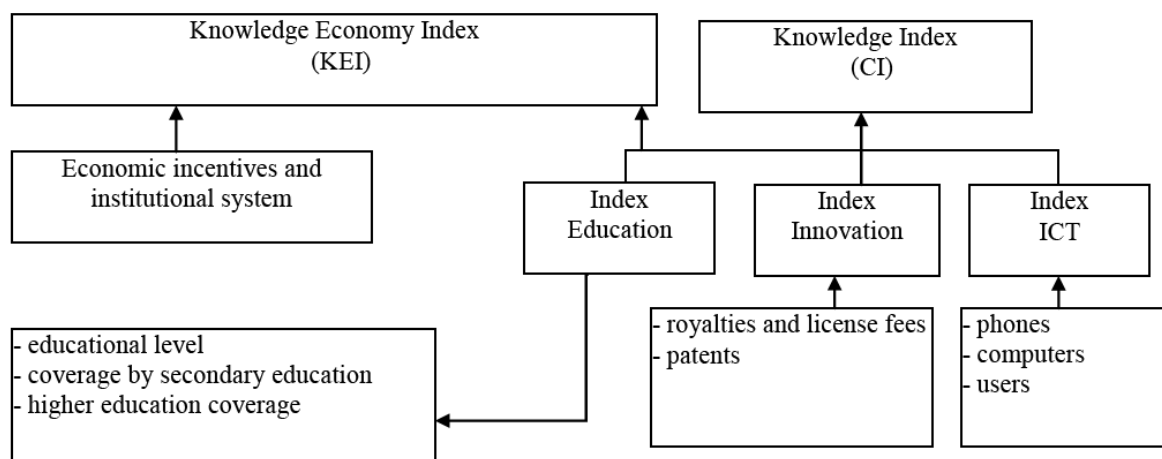 Knowledge Economy Index
(KEI)
Knowledge Index
(CI)
Economic incentives and
institutional system
Index
Education
Index
Innovation
Index
ICT
- educational level
- coverage by secondary education
- higher education coverage
- royalties and license fees
- patents
- phones
- computers
- users